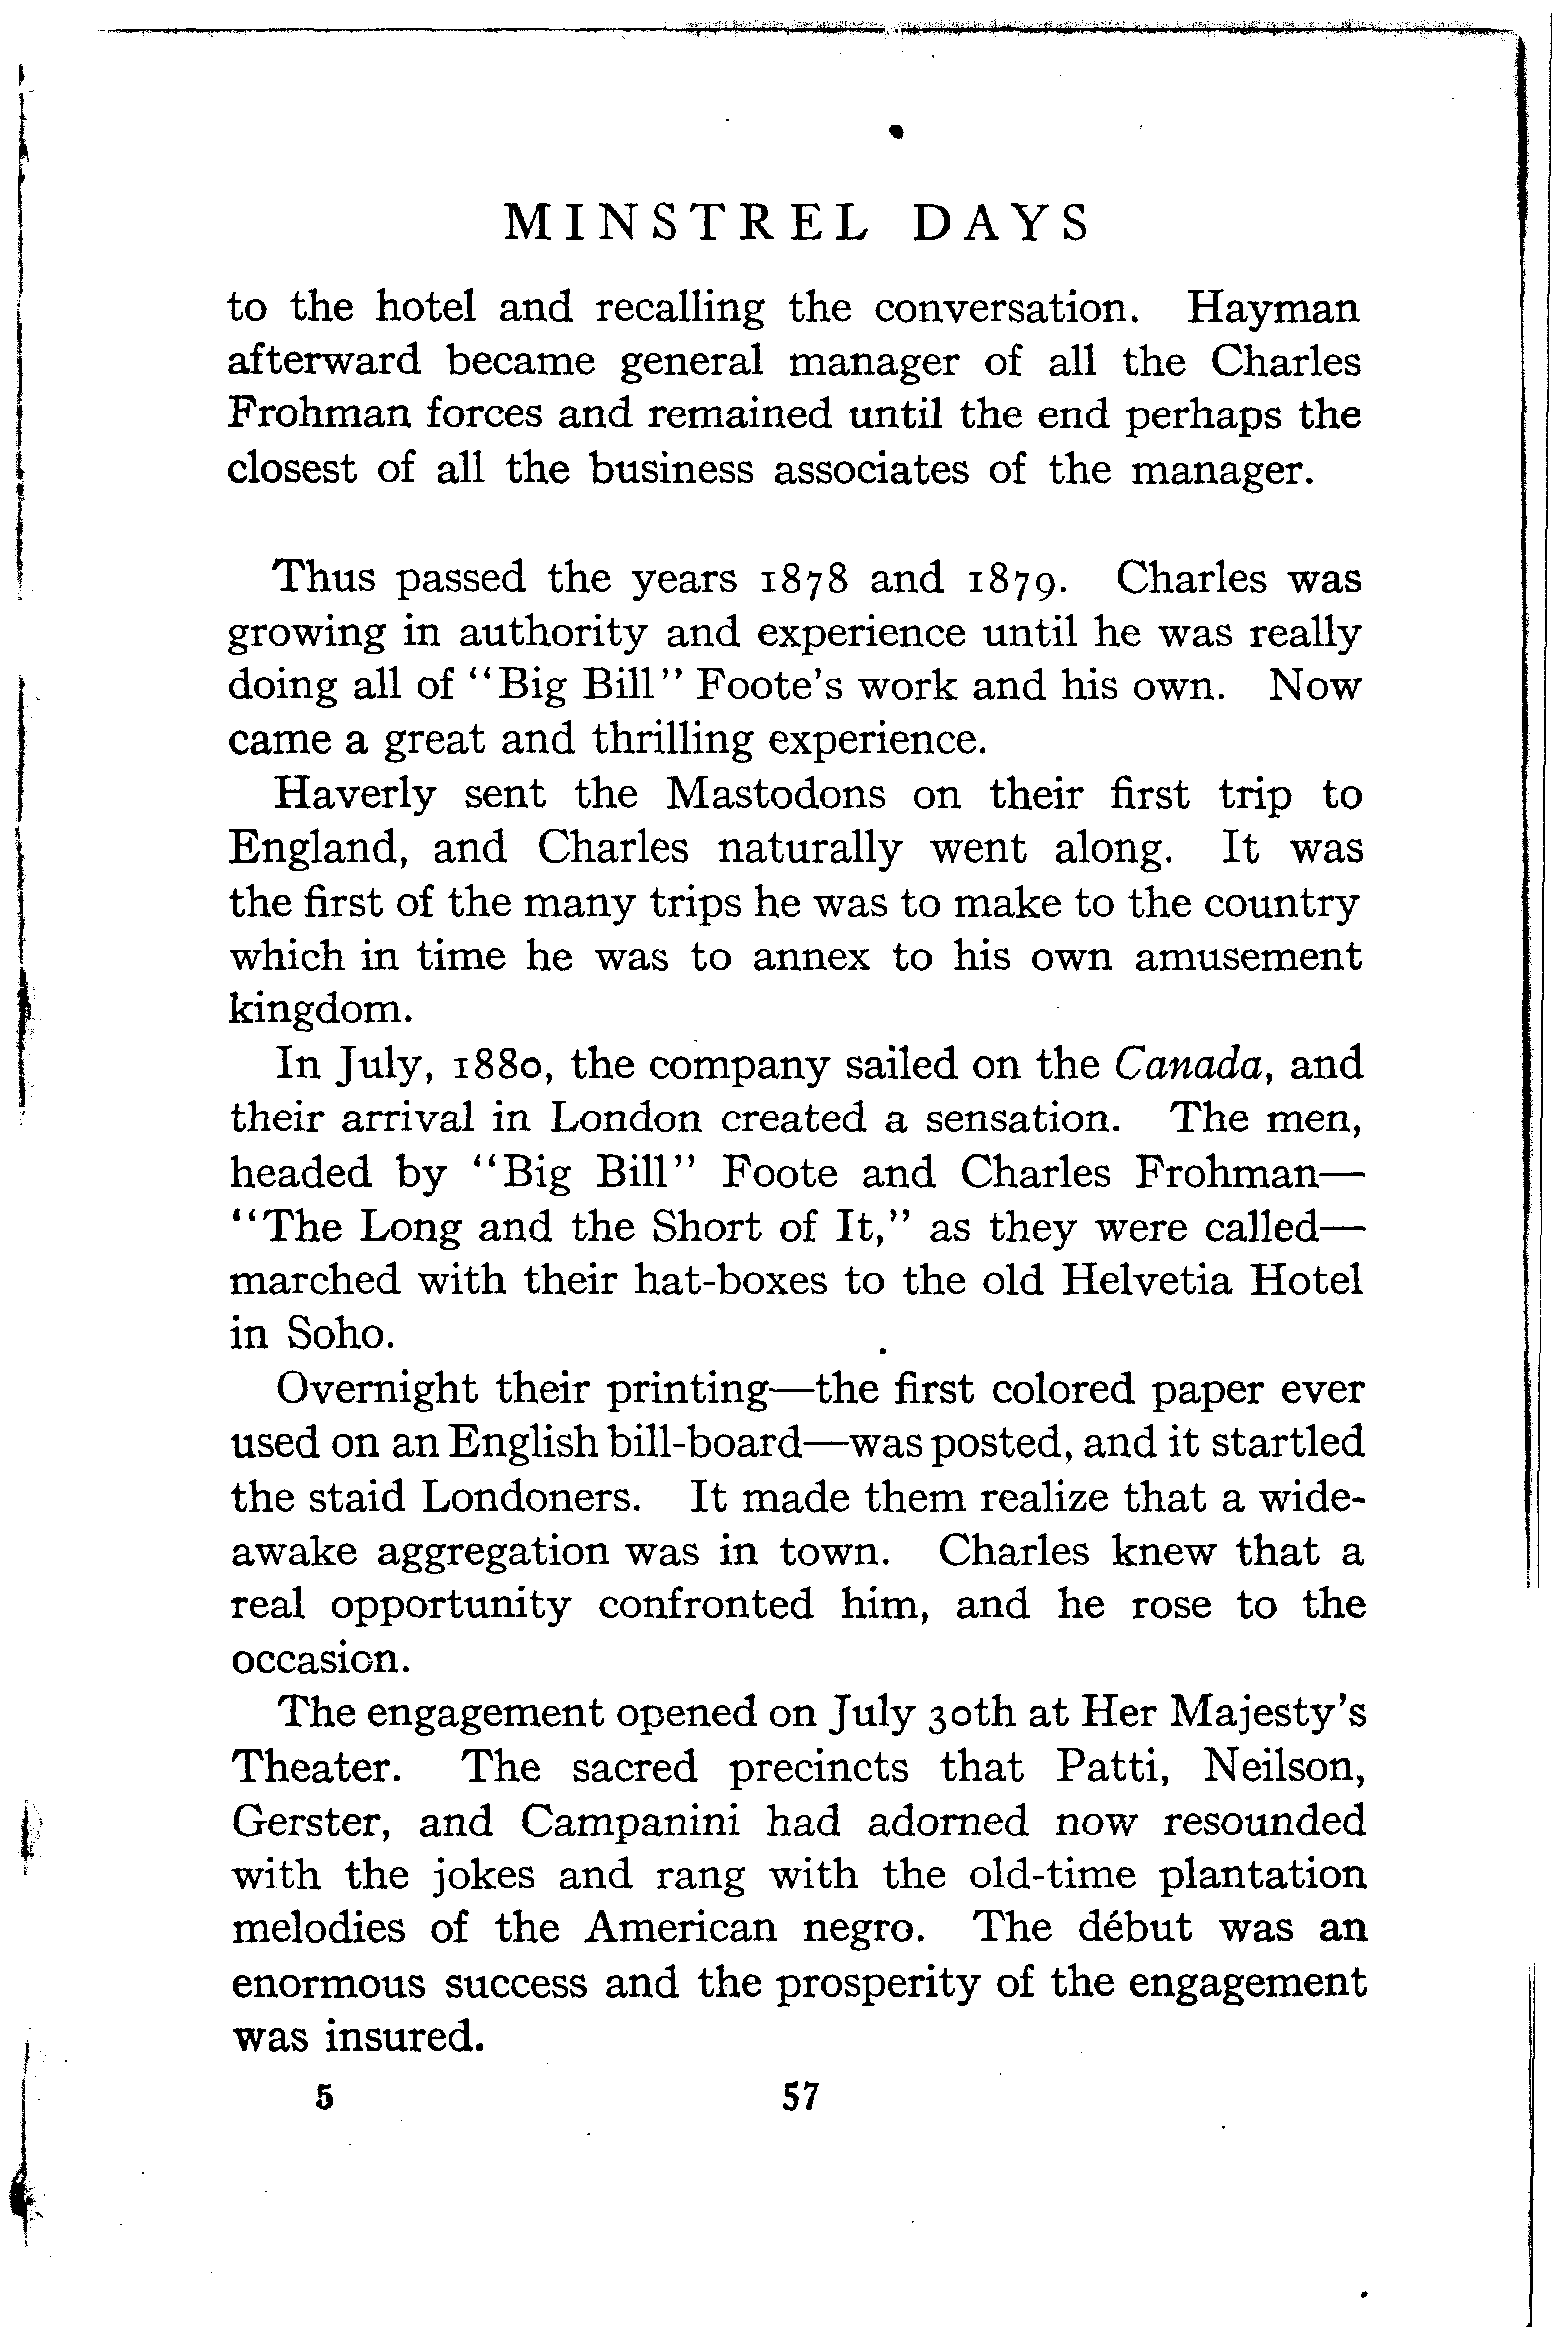 MINSTREL DAYS
to the hotel and recalling the conversation. Hayman
afterward became general manager of all the Charles
Frohman forces and remained until the end perhaps the
closest of all the business associates of the manager.
Thus passed the years 1878 and 1879. Charles was
growing in authority and experience until he was really
doing all of "Big Bill" Foote's work and his own. Now
came a great and thrilling experience.
Haverly sent the Mastodons on their first trip to
England, and Charles naturally went along. It was
the first of the many trips he was to make to the country
which in time he was to annex to his own amusement
kingdom.
In July, 1880, the company sailed on the Canada, and
their arrival in London created a sensation. The men,
headed by "Big Bill" Foote and Charles Frohman—
"The Long and the Short of It," as they were called—
marched with their hat-boxes to the old Helvetia Hotel
in Soho.
Overnight their printing—the first colored paper ever
used on an English bill-board—was posted, and it startled
the staid Londoners. It made them realize that a wide-
awake aggregation was in town. Charles knew that a
real opportunity confronted him, and he rose to the
occasion.
The engagement opened on July 30th at Her Majesty's
Theater. The sacred precincts that Patti, Neilson,
Gerster, and Campanini had adorned now resounded
with the jokes and rang with the old-time plantation
melodies of the American negro. The début was an
enormous success and the prosperity of the engagement
was insured.
5 57